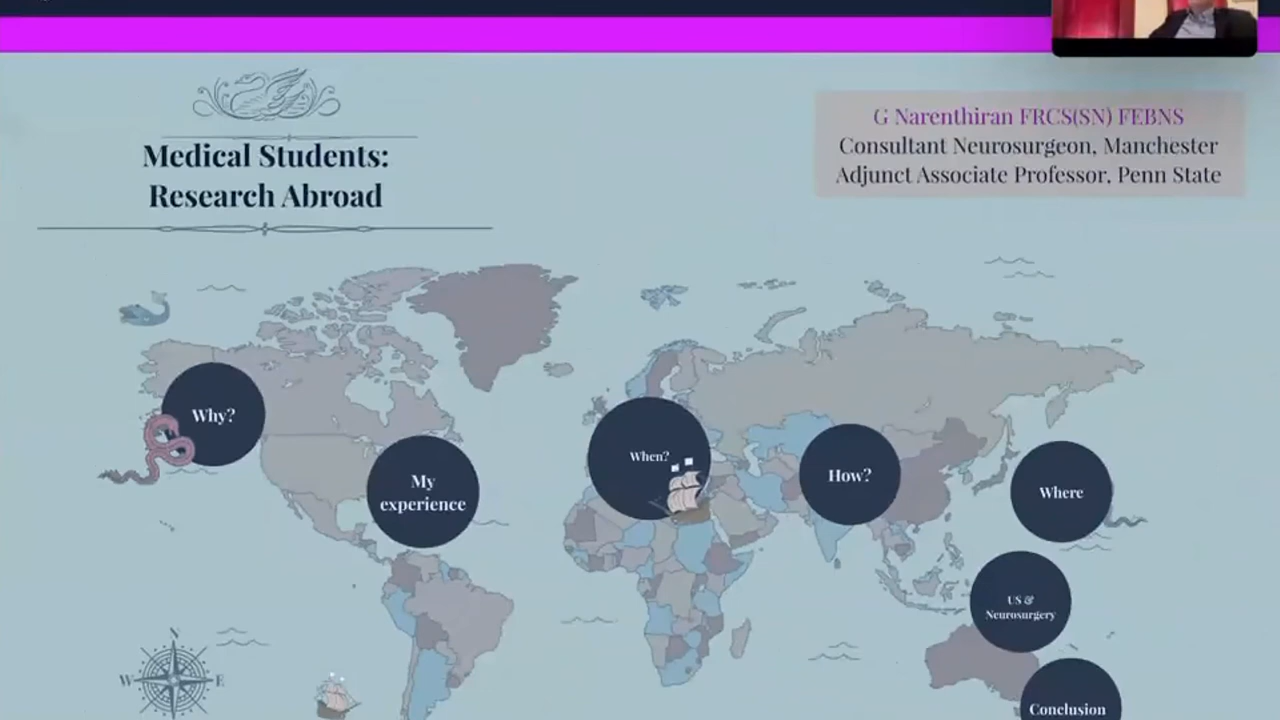 Medical Students:
Research Abroad
G Narenthiran FRCS(SN) FEBNS
Consultant Neurosurgeon, Manchester
Adjunct Associate Professor, Penn State
Why?
My
experience
When?
How?
Where
US &
Neurosurgery
Conclusion
N
W E